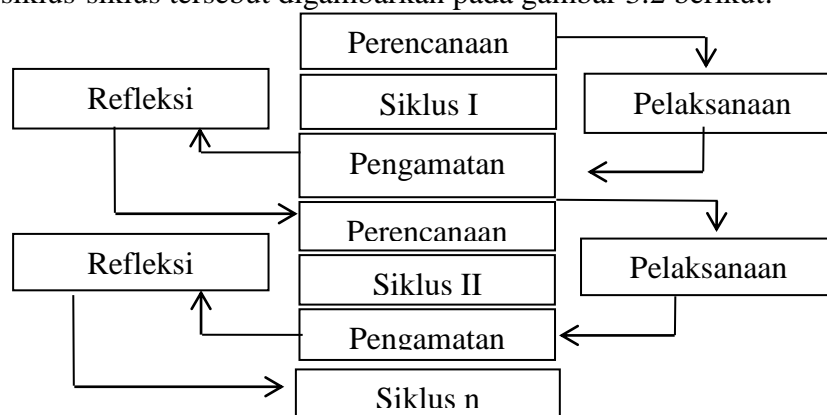 siklus-siklus tersebut digambarkan pada gambar 3.2 berikut:
Perencanaan
Refleksi
Siklus I
Pelaksanaan
Pengamatan
Perencanaan
Refleksi
Siklus II
Pelaksanaan
Pengamatan
Siklus n